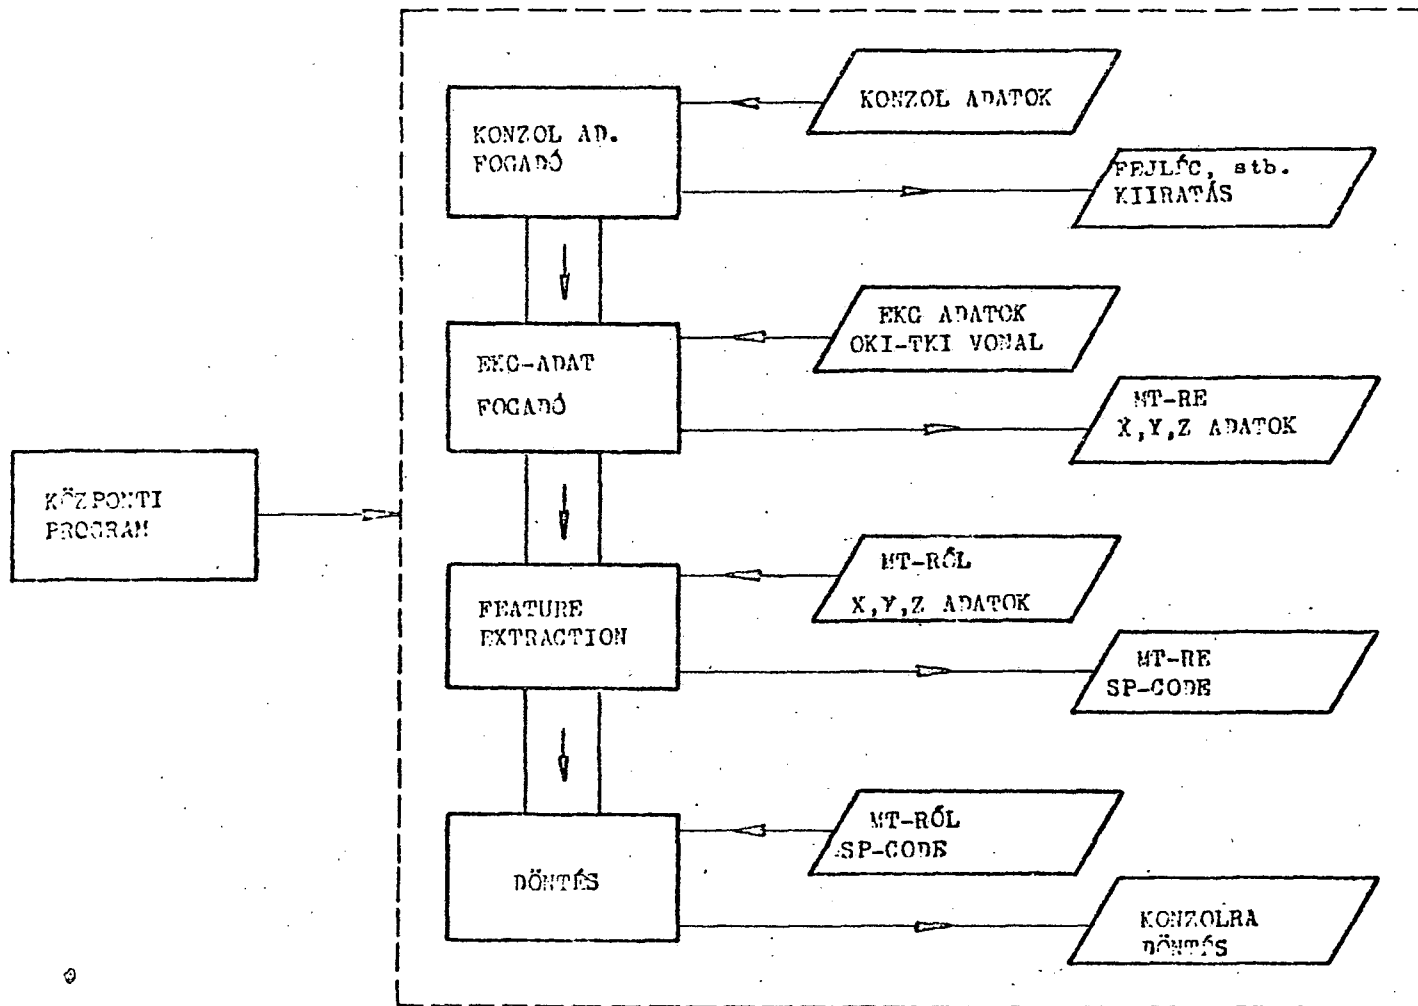 KONZOL ADATOK
KONZOL AD.
FOGADÓ
FEJLÉC, stb.
KIIRATÁS
EKG ADATOK
OKI-TKI VONAL
EKG-ADAT
FOGADÓ
MT-RE
X,Y,Z ADATOK
KÖZPONTI
PROGRAM
MT-RŐL
X,Y,Z ADATOK
FEATURE
EXTRACTION
MT-RE
SP-CODE
MT-RŐL
SP-CODE
DÖNTÉS
KONZOLRA
DÖNTÉS